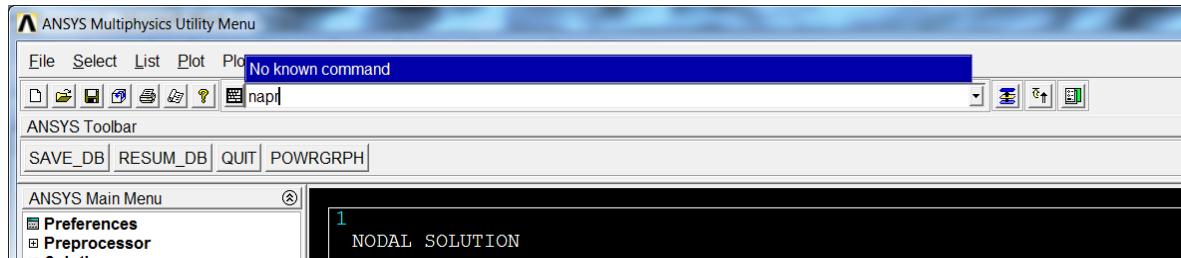 ANSYS Multiphysics Utility Menu
File Select List Plot Plo
No known command
napr
ANSYS Toolbar
SAVE_DB RESUM_DB QUIT POWRGRPH
ANSYS Main Menu
Preferences
Preprocessor
1
NODAL SOLUTION